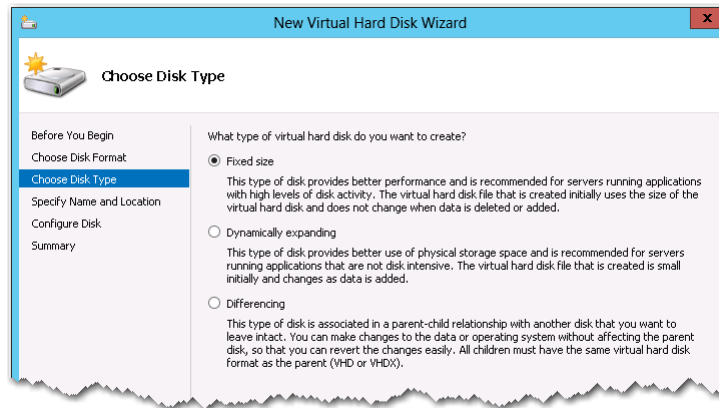 New Virtual Hard Disk Wizard
x
Choose Disk Type
Before You Begin
Choose Disk Format
Choose Disk Type
Specify Name and Location
Configure Disk
Summary
What type of virtual hard disk do you want to create?
Fixed size
This type of disk provides better performance and is recommended for servers running applications
with high levels of disk activity. The virtual hard disk file that is created initially uses the size of the
virtual hard disk and does not change when data is deleted or added.
Dynamically expanding
This type of disk provides better use of physical storage space and is recommended for servers
running applications that are not disk intensive. The virtual hard disk file that is created is small
initially and changes as data is added.
Differencing
This type of disk is associated in a parent-child relationship with another disk that you want to
leave intact. You can make changes to the data or operating system without affecting the parent
disk, so that you can revert the changes easily. All children must have the same virtual hard disk
format as the parent (VHD or VHDX).